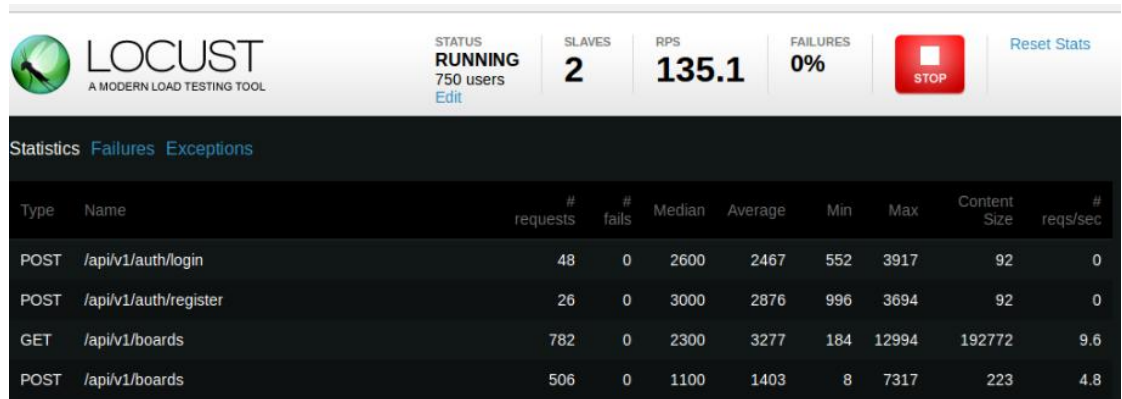 LOCUST
A MODERN LOAD TESTING TOOL
STATUS
RUNNING
750 users
Edit
SLAVES
2
RPS
135.1
FAILURES
0%
STOP
Reset Stats
Statistics Failures Exceptions
Type Name # requests # fails Median Average Min Max Content Size # reqs/sec
POST /api/v1/auth/login 48 0 2600 2467 552 3917 92 0
POST /api/v1/auth/register 26 0 3000 2876 996 3694 92 0
GET /api/v1/boards 782 0 2300 3277 184 12994 192772 9.6
POST /api/v1/boards 506 0 1100 1403 8 7317 223 4.8